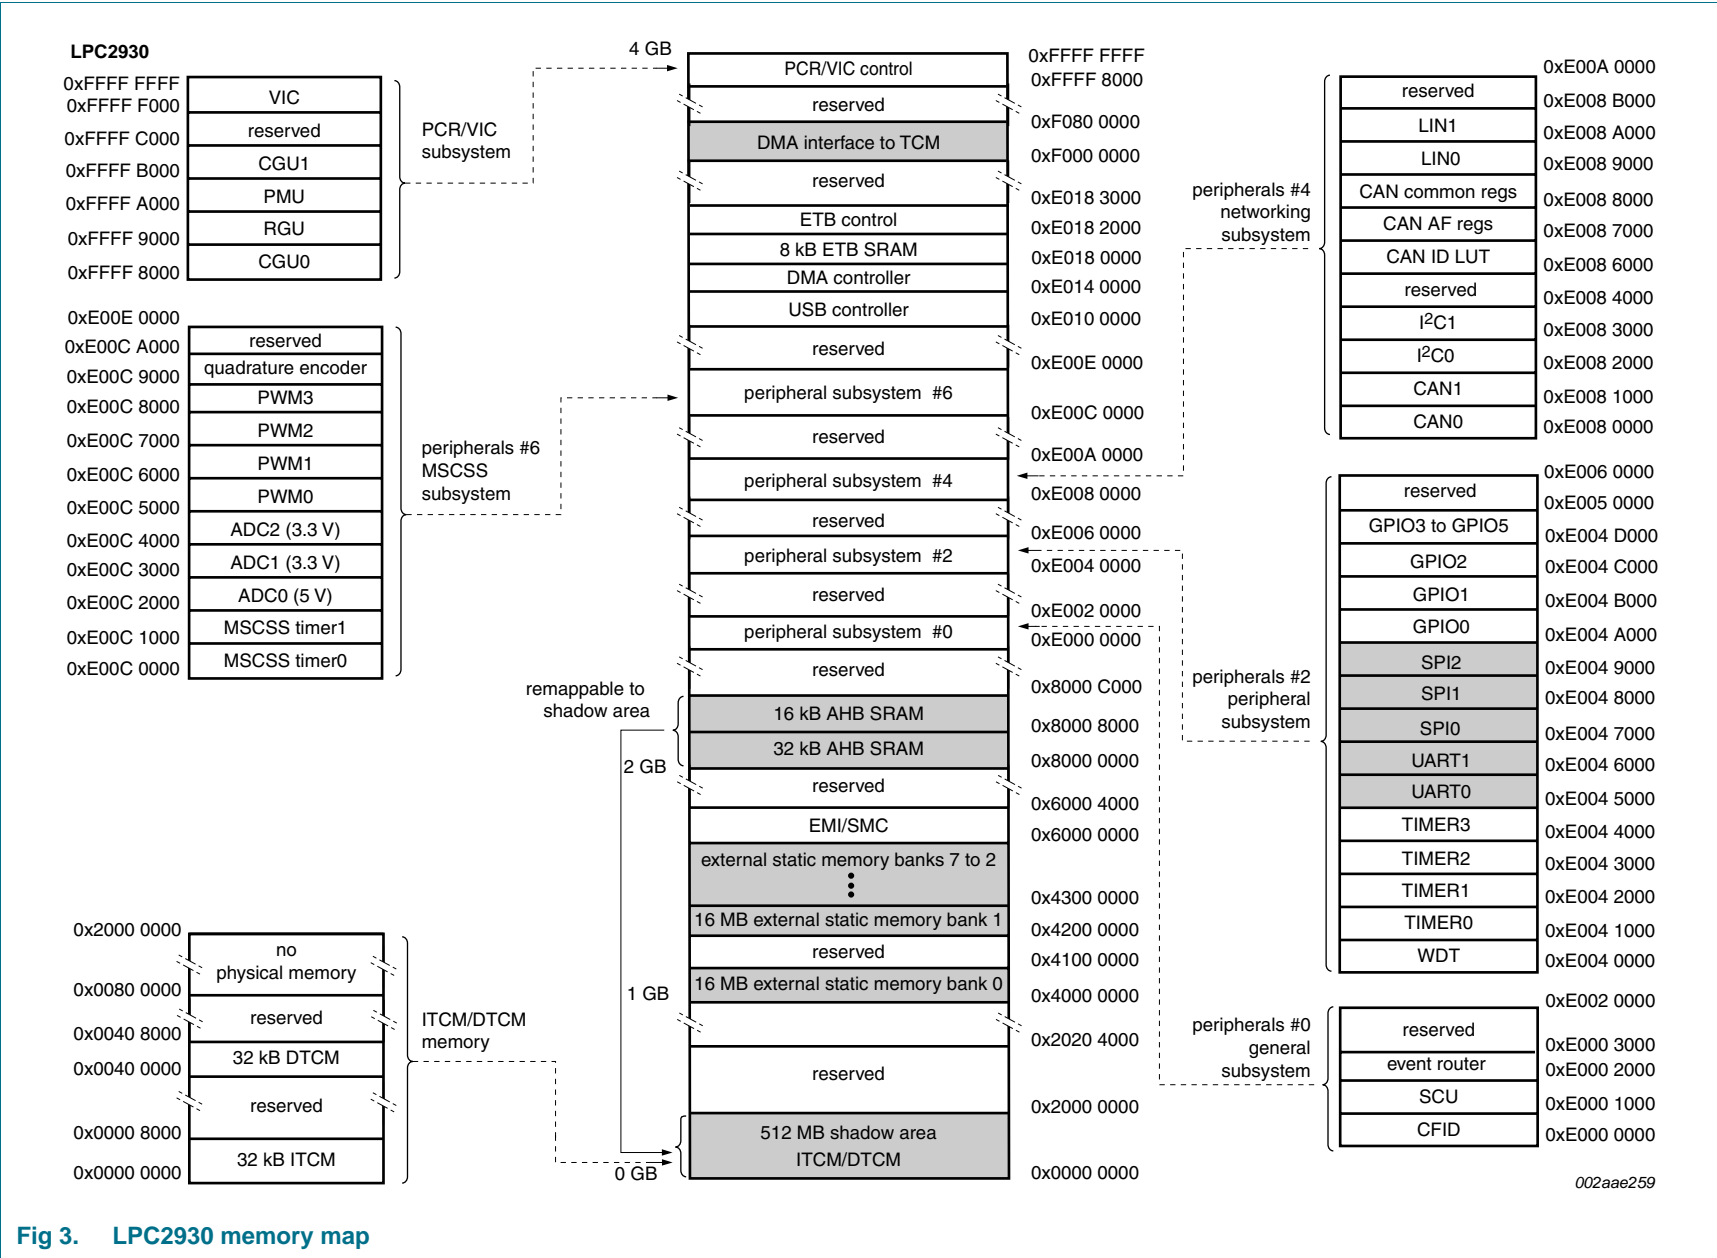 LPC2930
0xFFFF FFFF
VIC
0xFFFF F000
reserved
0xFFFF C000
CGU1
0xFFFF B000
PMU
0xFFFF A000
RGU
0xFFFF 9000
CGU0
0xFFFF 8000
PCR/VIC
subsystem
0xE00E 0000
reserved
0xE00C A000
quadrature encoder
0xE00C 9000
PWM3
0xE00C 8000
PWM2
0xE00C 7000
PWM1
0xE00C 6000
PWM0
0xE00C 5000
ADC2 (3.3 V)
0xE00C 4000
ADC1 (3.3 V)
0xE00C 3000
ADC0 (5 V)
0xE00C 2000
MSCSS timer1
0xE00C 1000
MSCSS timer0
0xE00C 0000
peripherals #6
MSCSS
subsystem
0x2000 0000
no
physical memory
0x0080 0000
reserved
0x0040 8000
32 kB DTCM
0x0040 0000
reserved
0x0000 8000
32 kB ITCM
0x0000 0000
ITCM/DTCM
memory
4 GB
0xFFFF FFFF
PCR/VIC control
0xFFFF 8000
reserved
0xF080 0000
DMA interface to TCM
0xF000 0000
reserved
0xE018 3000
ETB control
0xE018 2000
8 kB ETB SRAM
0xE018 0000
DMA controller
0xE014 0000
USB controller
0xE010 0000
reserved
0xE00E 0000
peripheral subsystem #6
0xE00C 0000
reserved
0xE00A 0000
peripheral subsystem #4
0xE008 0000
reserved
0xE006 0000
peripheral subsystem #2
0xE004 0000
reserved
0xE002 0000
peripheral subsystem #0
0xE000 0000
reserved
0x8000 C000
remappable to
shadow area
16 kB AHB SRAM
0x8000 8000
32 kB AHB SRAM
0x8000 0000
2 GB
reserved
0x6000 4000
EMI/SMC
0x6000 0000
external static memory banks 7 to 2
0x4300 0000
16 MB external static memory bank 1
0x4200 0000
reserved
0x4100 0000
16 MB external static memory bank 0
0x4000 0000
1 GB
0x2020 4000
reserved
0x2000 0000
512 MB shadow area
ITCM/DTCM
0 GB
0x0000 0000
0xE00A 0000
reserved
0xE008 B000
LIN1
0xE008 A000
LIN0
0xE008 9000
CAN common regs
0xE008 8000
CAN AF regs
0xE008 7000
CAN ID LUT
0xE008 6000
reserved
0xE008 4000
I2C1
0xE008 3000
I2C0
0xE008 2000
CAN1
0xE008 1000
CAN0
0xE008 0000
peripherals #4
networking
subsystem
0xE006 0000
reserved
0xE005 0000
GPIO3 to GPIO5
0xE004 D000
GPIO2
0xE004 C000
GPIO1
0xE004 B000
GPIO0
0xE004 A000
SPI2
0xE004 9000
SPI1
0xE004 8000
SPI0
0xE004 7000
UART1
0xE004 6000
UART0
0xE004 5000
TIMER3
0xE004 4000
TIMER2
0xE004 3000
TIMER1
0xE004 2000
TIMER0
0xE004 1000
WDT
0xE004 0000
peripherals #2
peripheral
subsystem
0xE002 0000
reserved
0xE000 3000
event router
0xE000 2000
SCU
0xE000 1000
CFID
0xE000 0000
peripherals #0
general
subsystem
002aae259
Fig 3. LPC2930 memory map